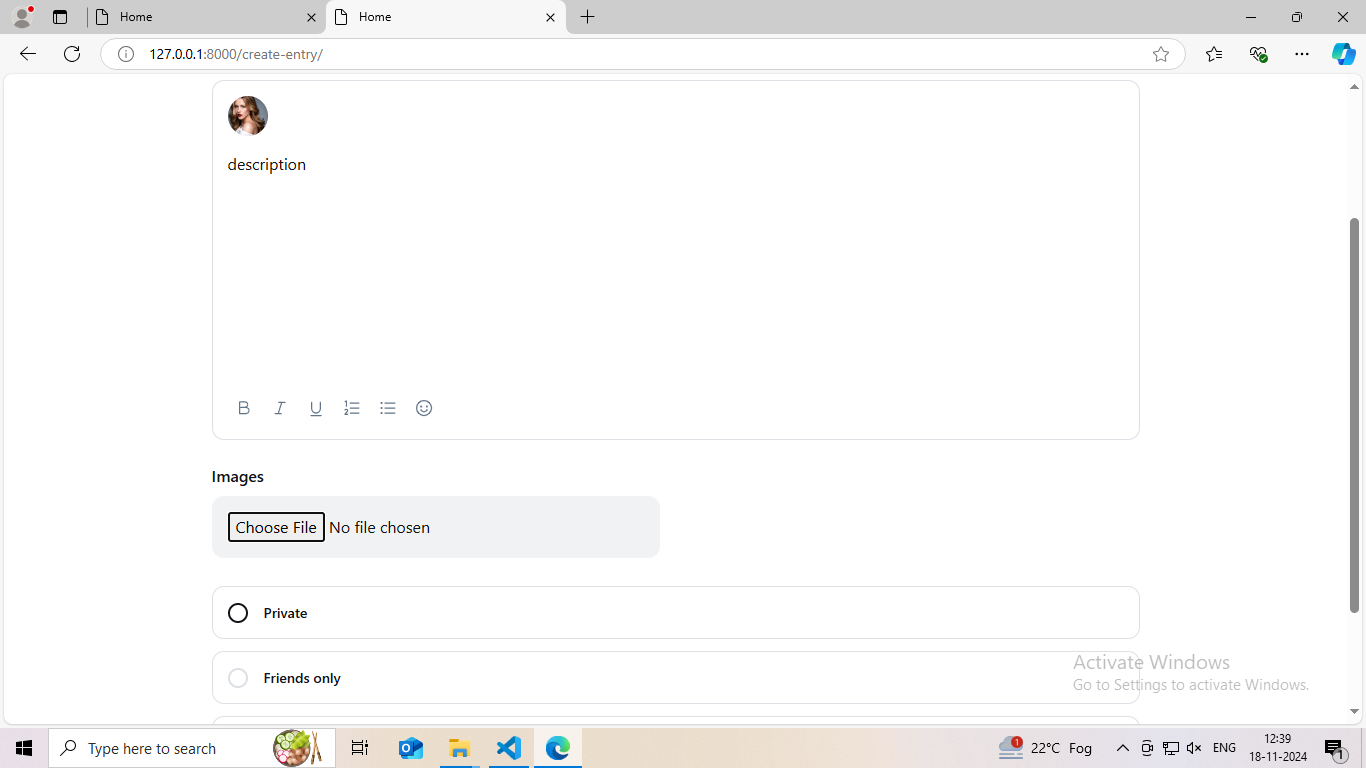 Home
Home
127.0.0.1:8000/create-entry/
description
B I U
Images
Choose File No file chosen
Private
Friends only
Activate Windows
Go to Settings to activate Windows.
Type here to search
1
22°C Fog
ENG
12:39
18-11-2024
1